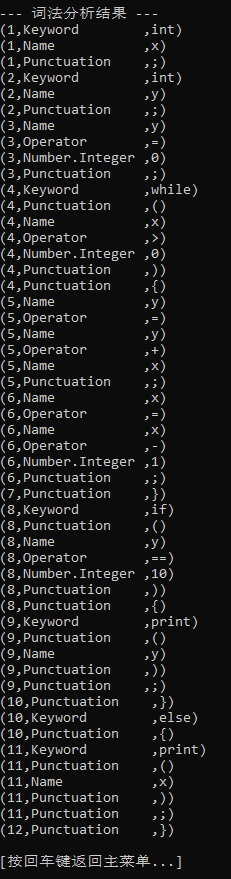 --- 词法分析结果 ---
(1,Keyword        ,int)
(1,Name           ,x)
(1,Punctuation    ,;)
(2,Keyword        ,int)
(2,Name           ,y)
(2,Punctuation    ,;)
(3,Name           ,y)
(3,Operator       ,=)
(3,Number.Integer ,0)
(3,Punctuation    ,;)
(4,Keyword        ,while)
(4,Punctuation    ,()
(4,Name           ,x)
(4,Operator       ,>)
(4,Number.Integer ,0)
(4,Punctuation    ,))
(4,Punctuation    ,{)
(5,Name           ,y)
(5,Operator       ,=)
(5,Name           ,y)
(5,Operator       ,+)
(5,Name           ,x)
(5,Punctuation    ,;)
(6,Name           ,x)
(6,Operator       ,=)
(6,Name           ,x)
(6,Operator       ,-)
(6,Number.Integer ,1)
(6,Punctuation    ,;)
(7,Punctuation    ,})
(8,Keyword        ,if)
(8,Punctuation    ,()
(8,Name           ,y)
(8,Operator       ,==)
(8,Number.Integer ,10)
(8,Punctuation    ,))
(8,Punctuation    ,{)
(9,Keyword        ,print)
(9,Punctuation    ,()
(9,Name           ,y)
(9,Punctuation    ,))
(9,Punctuation    ,;)
(10,Punctuation    ,})
(10,Keyword        ,else)
(10,Punctuation    ,{)
(11,Keyword        ,print)
(11,Punctuation    ,()
(11,Name           ,x)
(11,Punctuation    ,))
(11,Punctuation    ,;)
(12,Punctuation    ,})
[按回车键返回主菜单...]